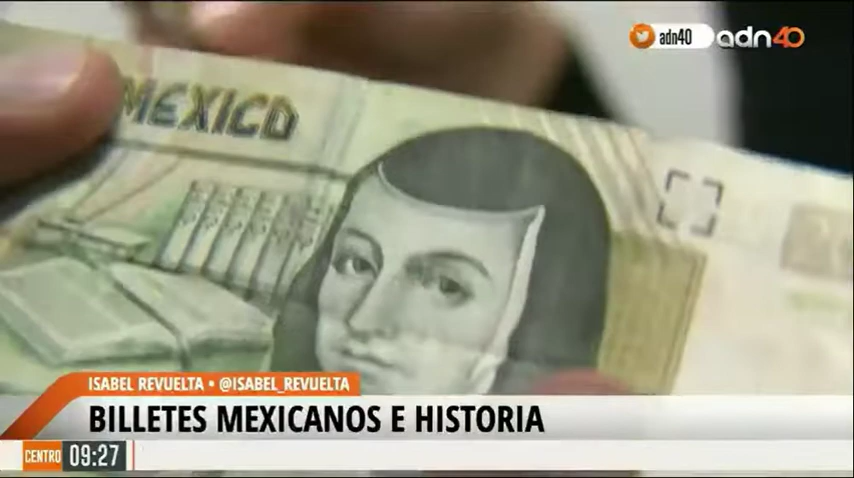 adn40 adn40
MEXICO
ISABEL REVUELTA • @ISABEL_REVUELTA
BILLETES MEXICANOS E HISTORIA
CENTRO 09:27